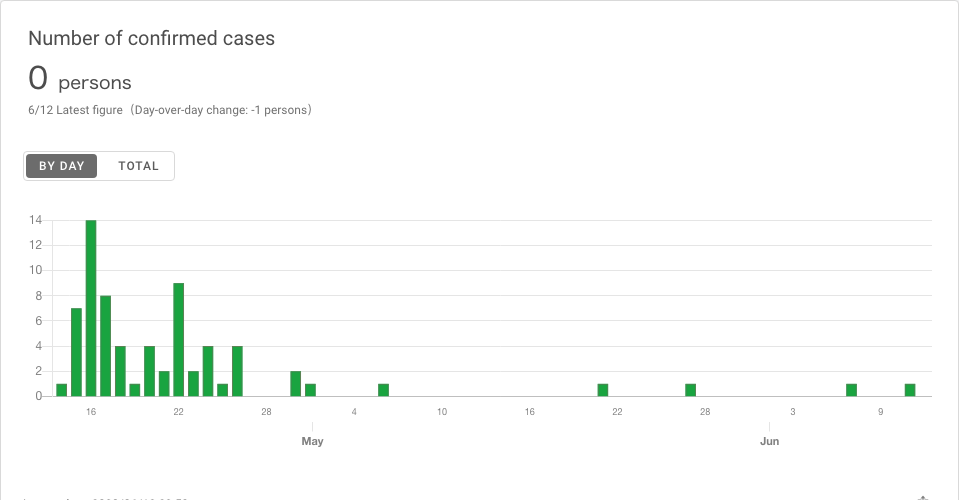 Number of confirmed cases
0 persons
6/12 Latest figure（Day-over-day change: -1 persons）
BY DAY TOTAL
14
12
10
8
6
4
2
0
16 22 28 4 10 16 22 28 3 9
May Jun